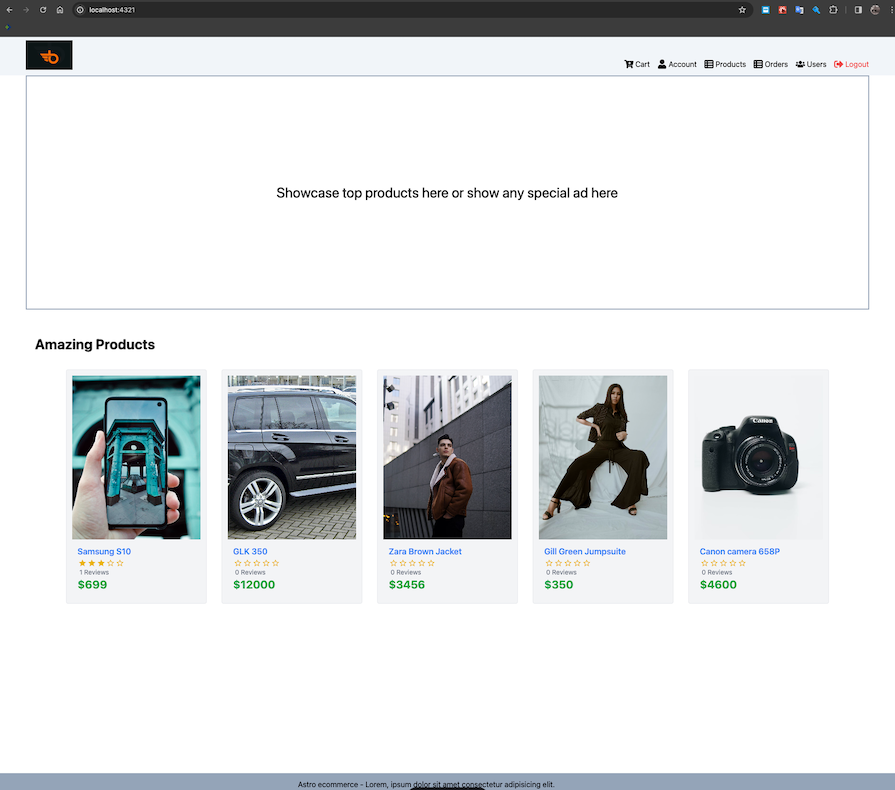 localhost:4321
Cart Account Products Orders Users Logout
Showcase top products here or show any special ad here
Amazing Products
Samsung S10
1 Reviews
$699
GLK 350
0 Reviews
$12000
Zara Brown Jacket
0 Reviews
$3456
Gill Green Jumpsuite
0 Reviews
$350
Canon
Canon camera 658P
0 Reviews
$4600
Astro ecommerce - Lorem, ipsum dolor sit amet consectetur adipisicing elit.